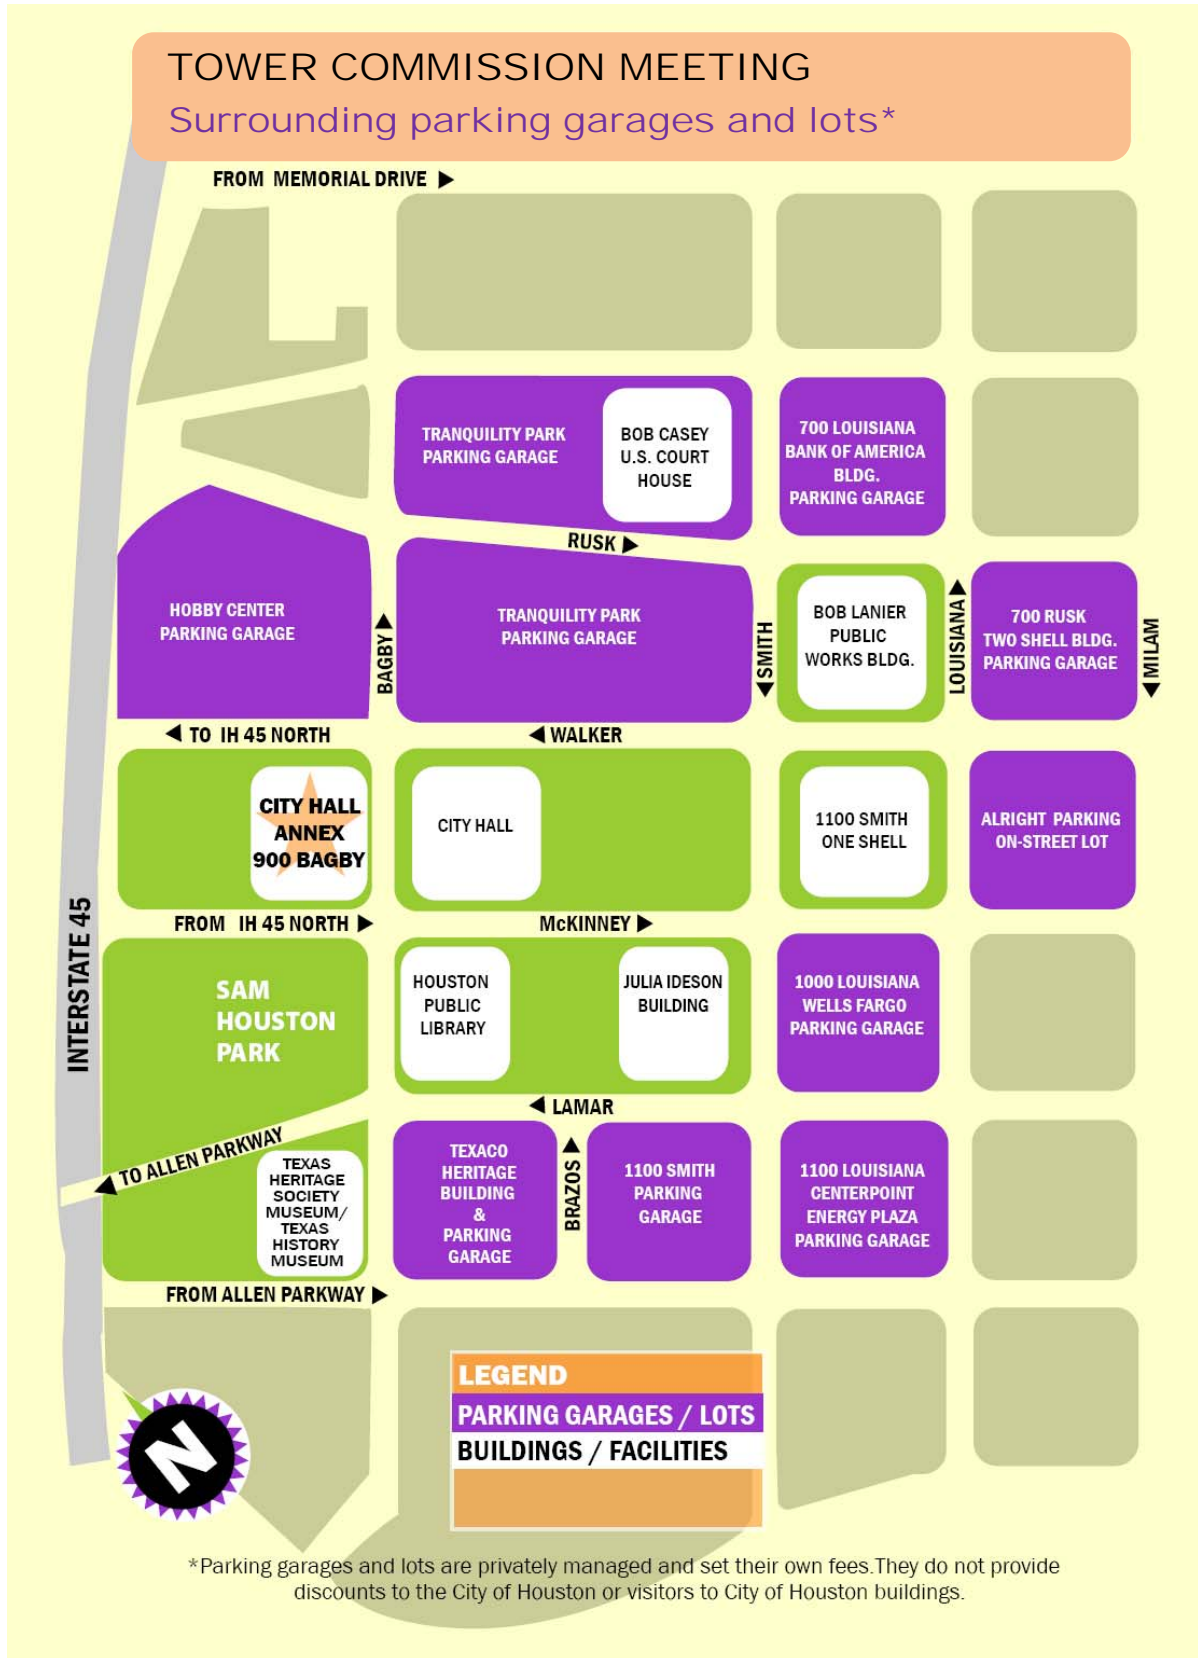 TOWER COMMISSION MEETING
Surrounding parking garages and lots*
FROM MEMORIAL DRIVE ▶
TRANQUILITY PARK
PARKING GARAGE
BOB CASEY
U.S. COURT
HOUSE
700 LOUISIANA
BANK OF AMERICA
BLDG.
PARKING GARAGE
RUSK ▶
HOBBY CENTER
PARKING GARAGE
BAGBY ▶
TRANQUILITY PARK
PARKING GARAGE
◀ SMITH
BOB LANIER
PUBLIC
WORKS BLDG.
LOUISIANA ▶
700 RUSK
TWO SHELL BLDG.
PARKING GARAGE
◀ MILAM
◀ TO IH 45 NORTH
◀ WALKER
CITY HALL
ANNEX
900 BAGBY
CITY HALL
1100 SMITH
ONE SHELL
ALRIGHT PARKING
ON-STREET LOT
INTERSTATE 45
FROM IH 45 NORTH ▶
McKINNEY ▶
SAM
HOUSTON
PARK
HOUSTON
PUBLIC
LIBRARY
JULIA IDESON
BUILDING
1000 LOUISIANA
WELLS FARGO
PARKING GARAGE
◀ LAMAR
◀ TO ALLEN PARKWAY
TEXAS
HERITAGE
SOCIETY
MUSEUM/
TEXAS
HISTORY
MUSEUM
TEXACO
HERITAGE
BUILDING
&
PARKING
GARAGE
BRAZOS ▶
1100 SMITH
PARKING
GARAGE
1100 LOUISIANA
CENTERPOINT
ENERGY PLAZA
PARKING GARAGE
FROM ALLEN PARKWAY ▶
LEGEND
PARKING GARAGES / LOTS
BUILDINGS / FACILITIES
N
*Parking garages and lots are privately managed and set their own fees.They do not provide
discounts to the City of Houston or visitors to City of Houston buildings.